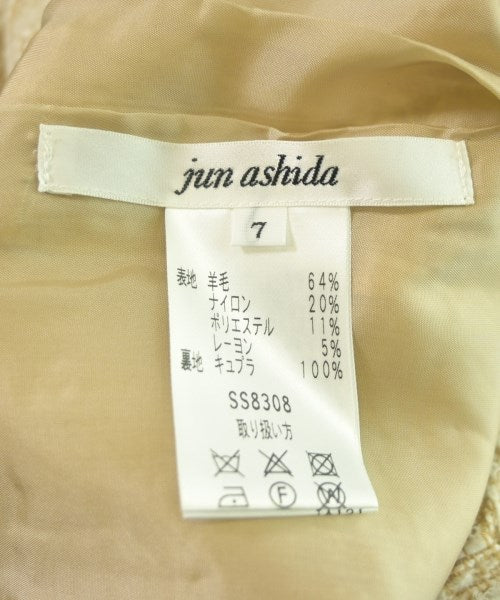 jun ashida
7
表地 羊毛 64%
ナイロン 20%
ポリエステル 11%
レーヨン 5%
裏地 キュプラ 100%
SS8308
取り扱い方
F
W